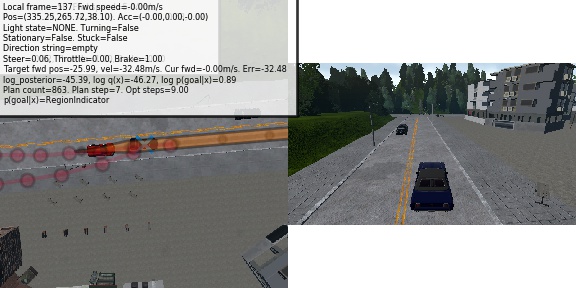 Local frame=137: Fwd speed=-0.00m/s
Pos=(335.25,265.72,38.10). Acc=(-0.00,0.00;-0.00)
Light state=NONE. Turning=False
Stationary=False. Stuck=False
Direction string=empty
Steer=0.06, Throttle=0.00, Brake=1.00
Target fwd pos=-25.99, vel=-32.48m/s. Cur fwd=-0.00m/s. Err=-32.48
log_posterior=-45.39, log q(x)=-46.27, log p(goal|x)=0.89
Plan count=863. Plan step=7. Opt steps=9.00
p(goal|x)=RegionIndicator